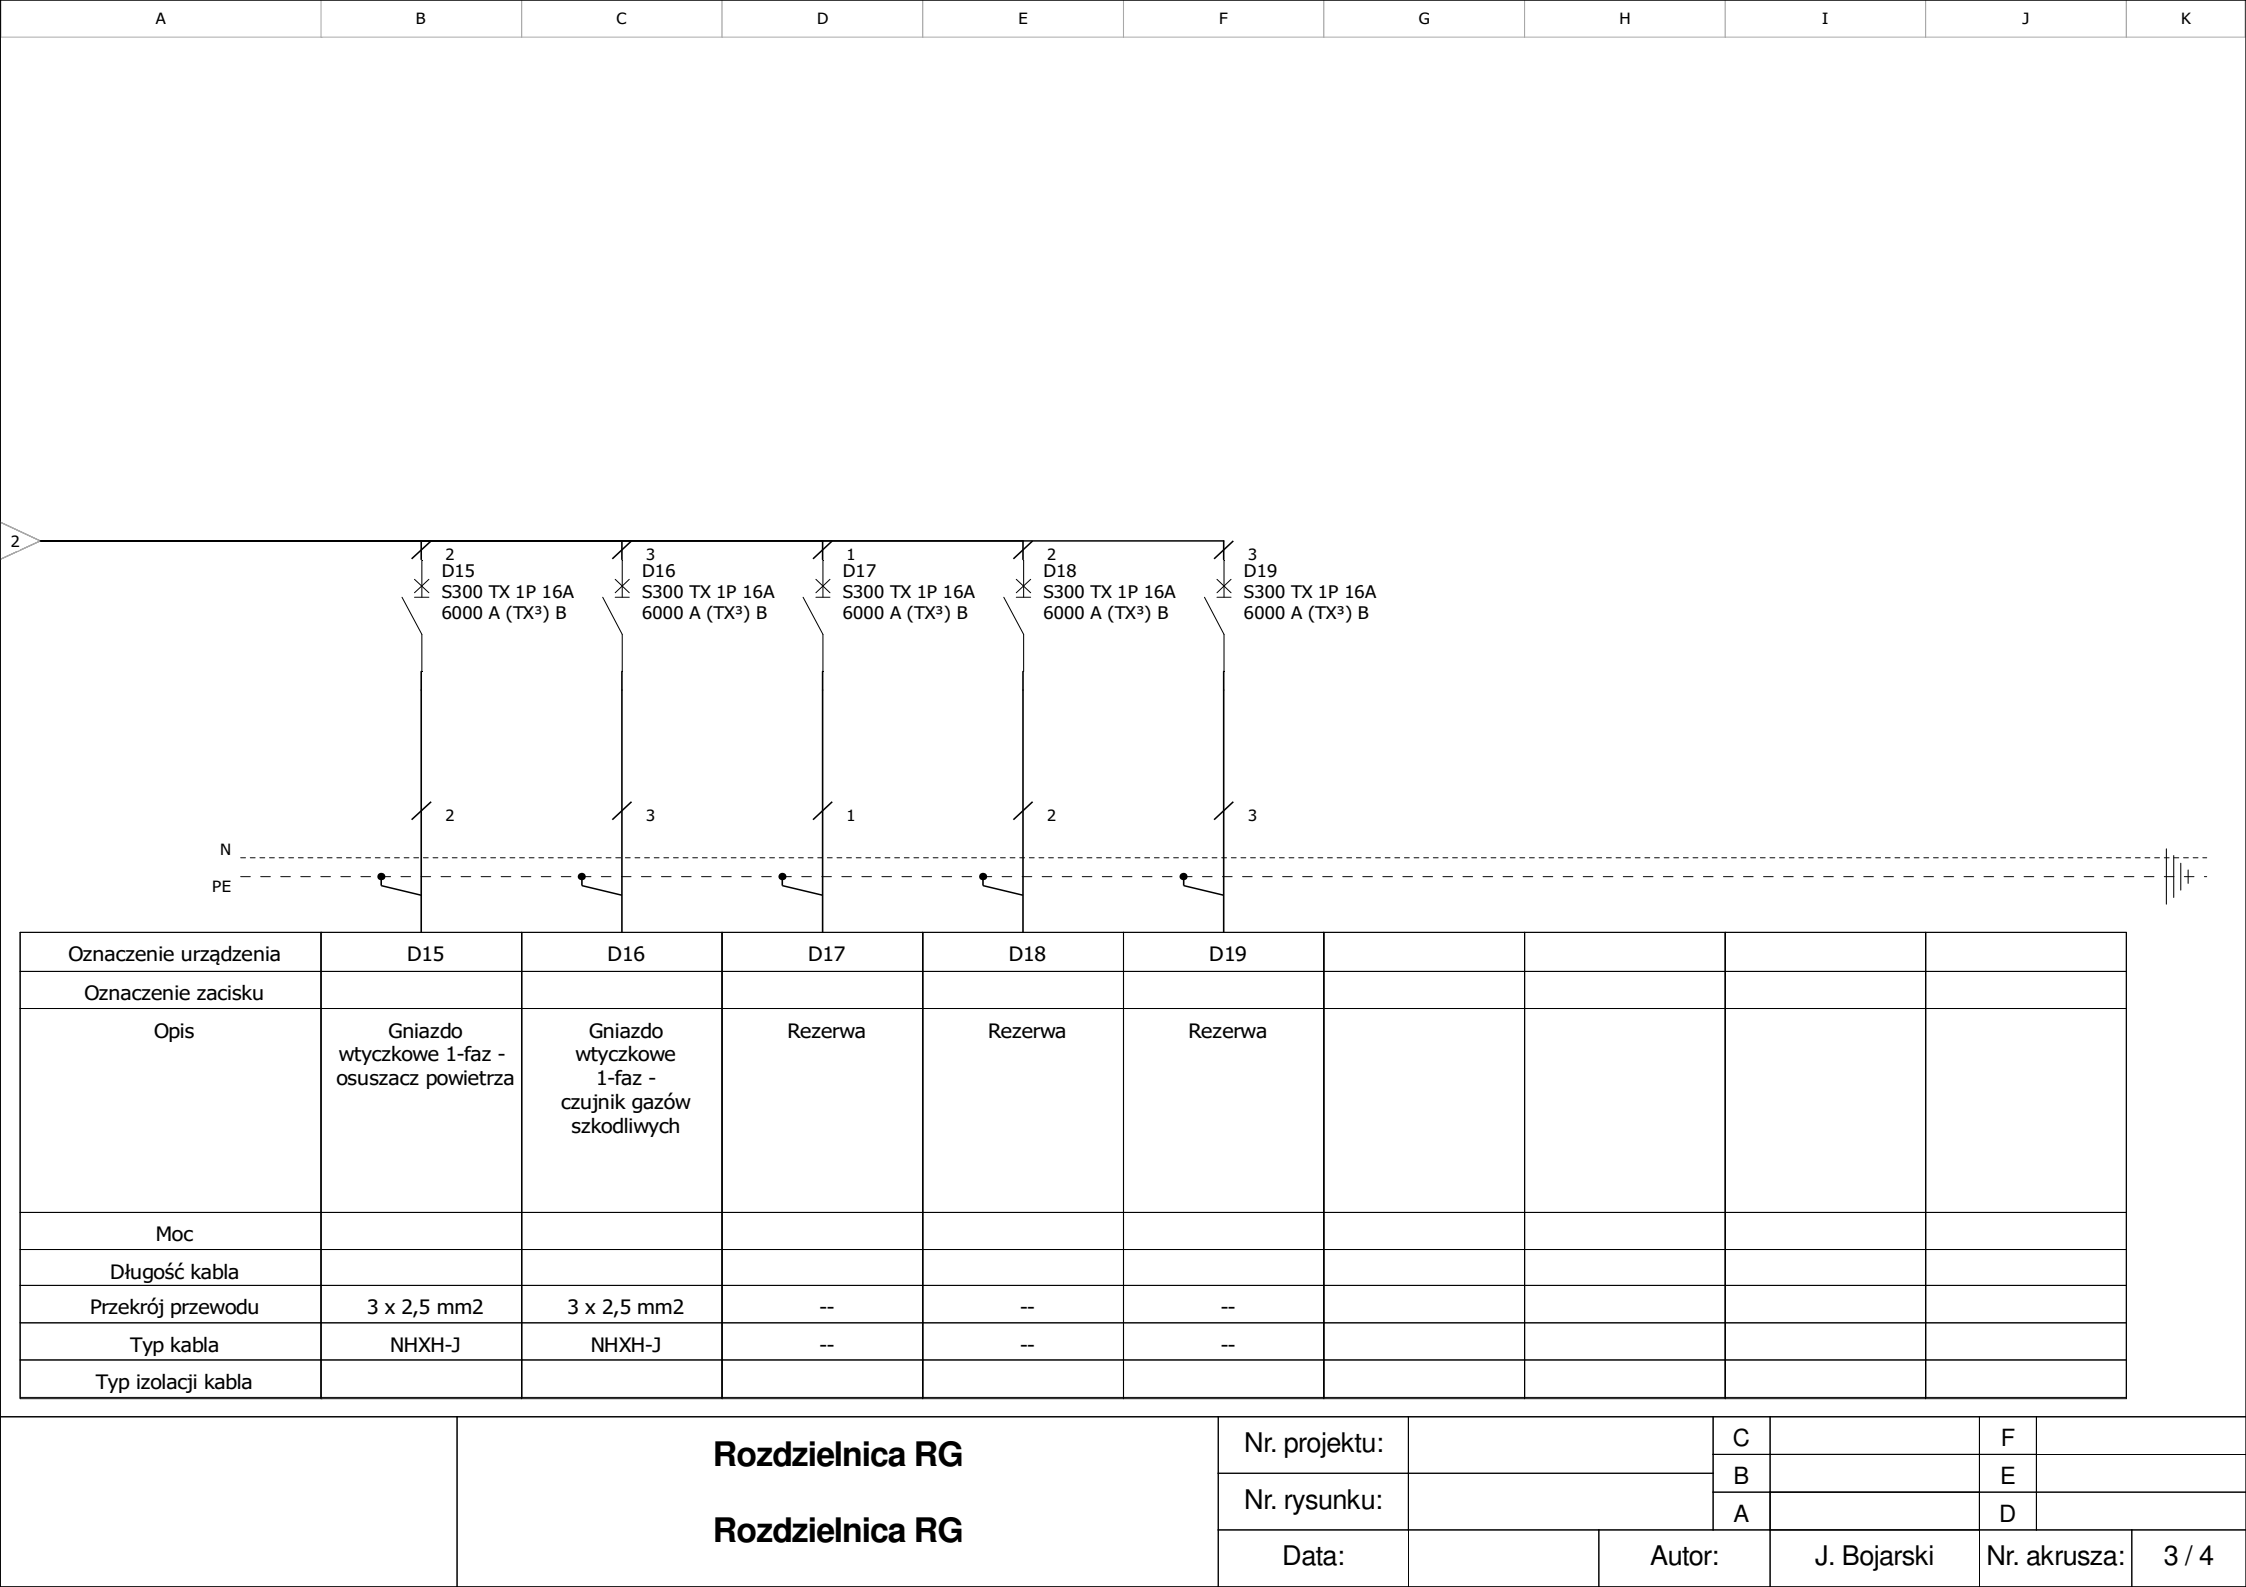 A B C D E F G H I J K
2
2 3 1 2 3
D15 D16 D17 D18 D19
S300 TX 1P 16A S300 TX 1P 16A S300 TX 1P 16A S300 TX 1P 16A S300 TX 1P 16A
6000 A (TX³) B 6000 A (TX³) B 6000 A (TX³) B 6000 A (TX³) B 6000 A (TX³) B
2 3 1 2 3
N
PE
Oznaczenie urządzenia D15 D16 D17 D18 D19
Oznaczenie zacisku
Opis Gniazdo Gniazdo Rezerwa Rezerwa Rezerwa
wtyczkowe 1-faz - wtyczkowe
osuszacz powietrza 1-faz -
czujnik gazów
szkodliwych
Moc
Długość kabla
Przekrój przewodu 3 x 2,5 mm2 3 x 2,5 mm2 -- -- --
Typ kabla NHXH-J NHXH-J -- -- --
Typ izolacji kabla
Rozdzielnica RG
Rozdzielnica RG
Nr. projektu: C F
B E
Nr. rysunku: A D
Data: Autor: J. Bojarski Nr. akrusza: 3 / 4